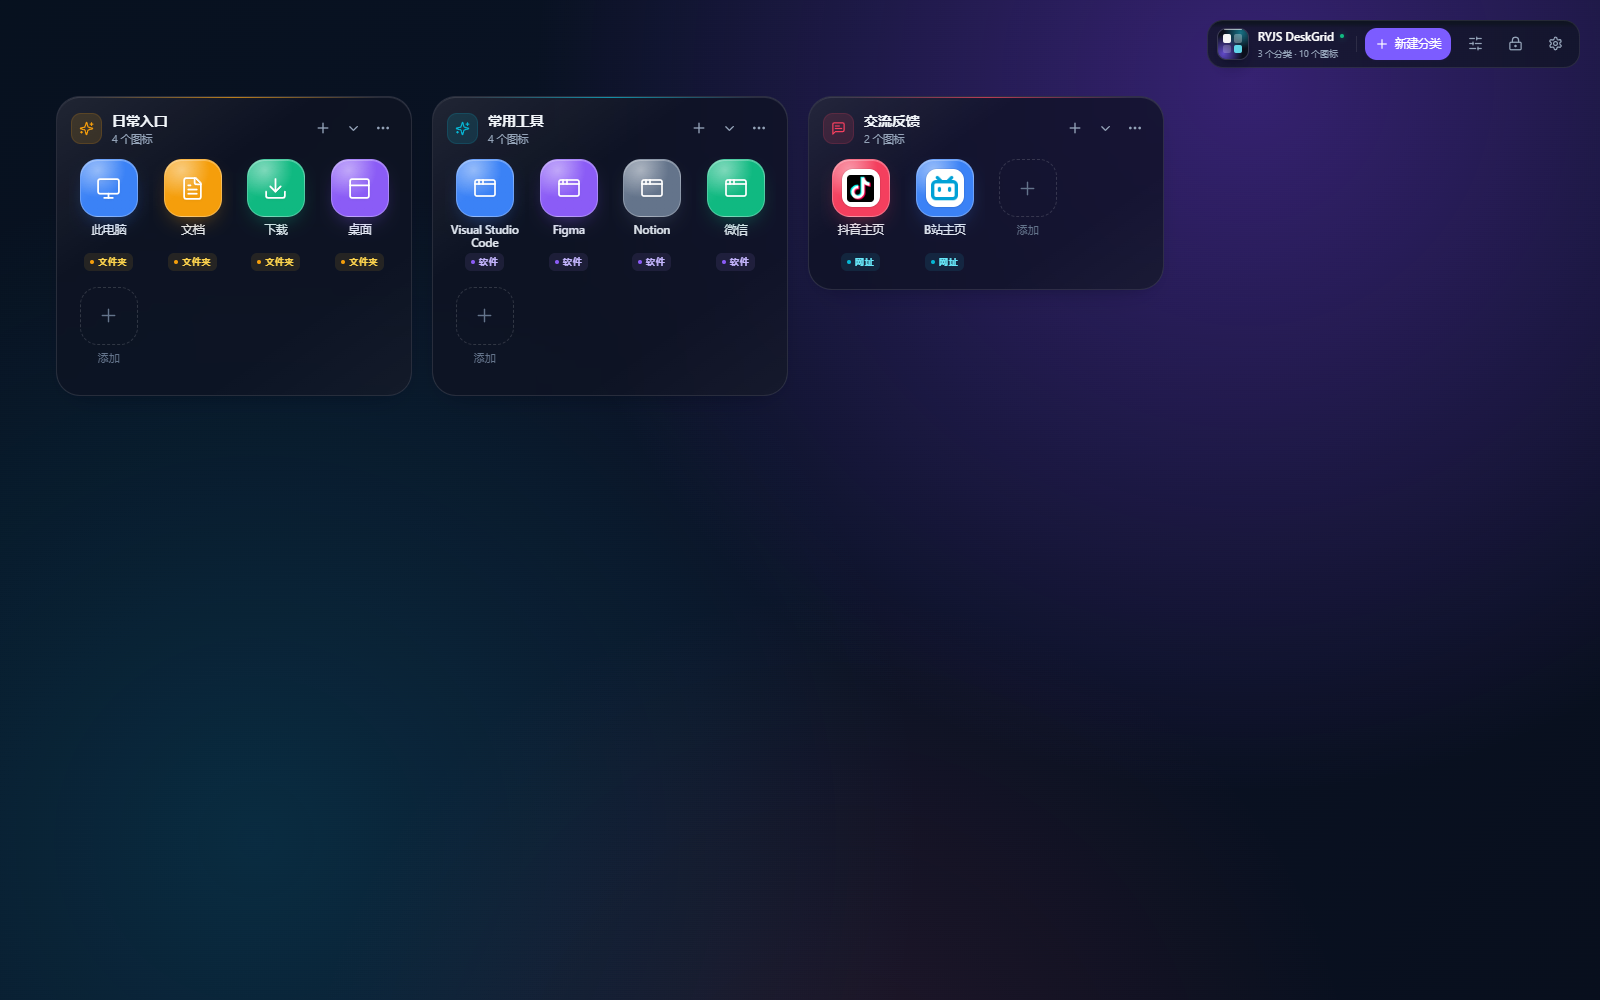 RYJS DeskGrid
3 个分类 · 10 个图标
新建分类
日常入口
4 个图标
此电脑
文档
下载
桌面
文件夹
文件夹
文件夹
文件夹
添加
常用工具
4 个图标
Visual Studio
Code
Figma
Notion
微信
软件
软件
软件
软件
添加
交流反馈
2 个图标
抖音主页
B站主页
添加
网址
网址